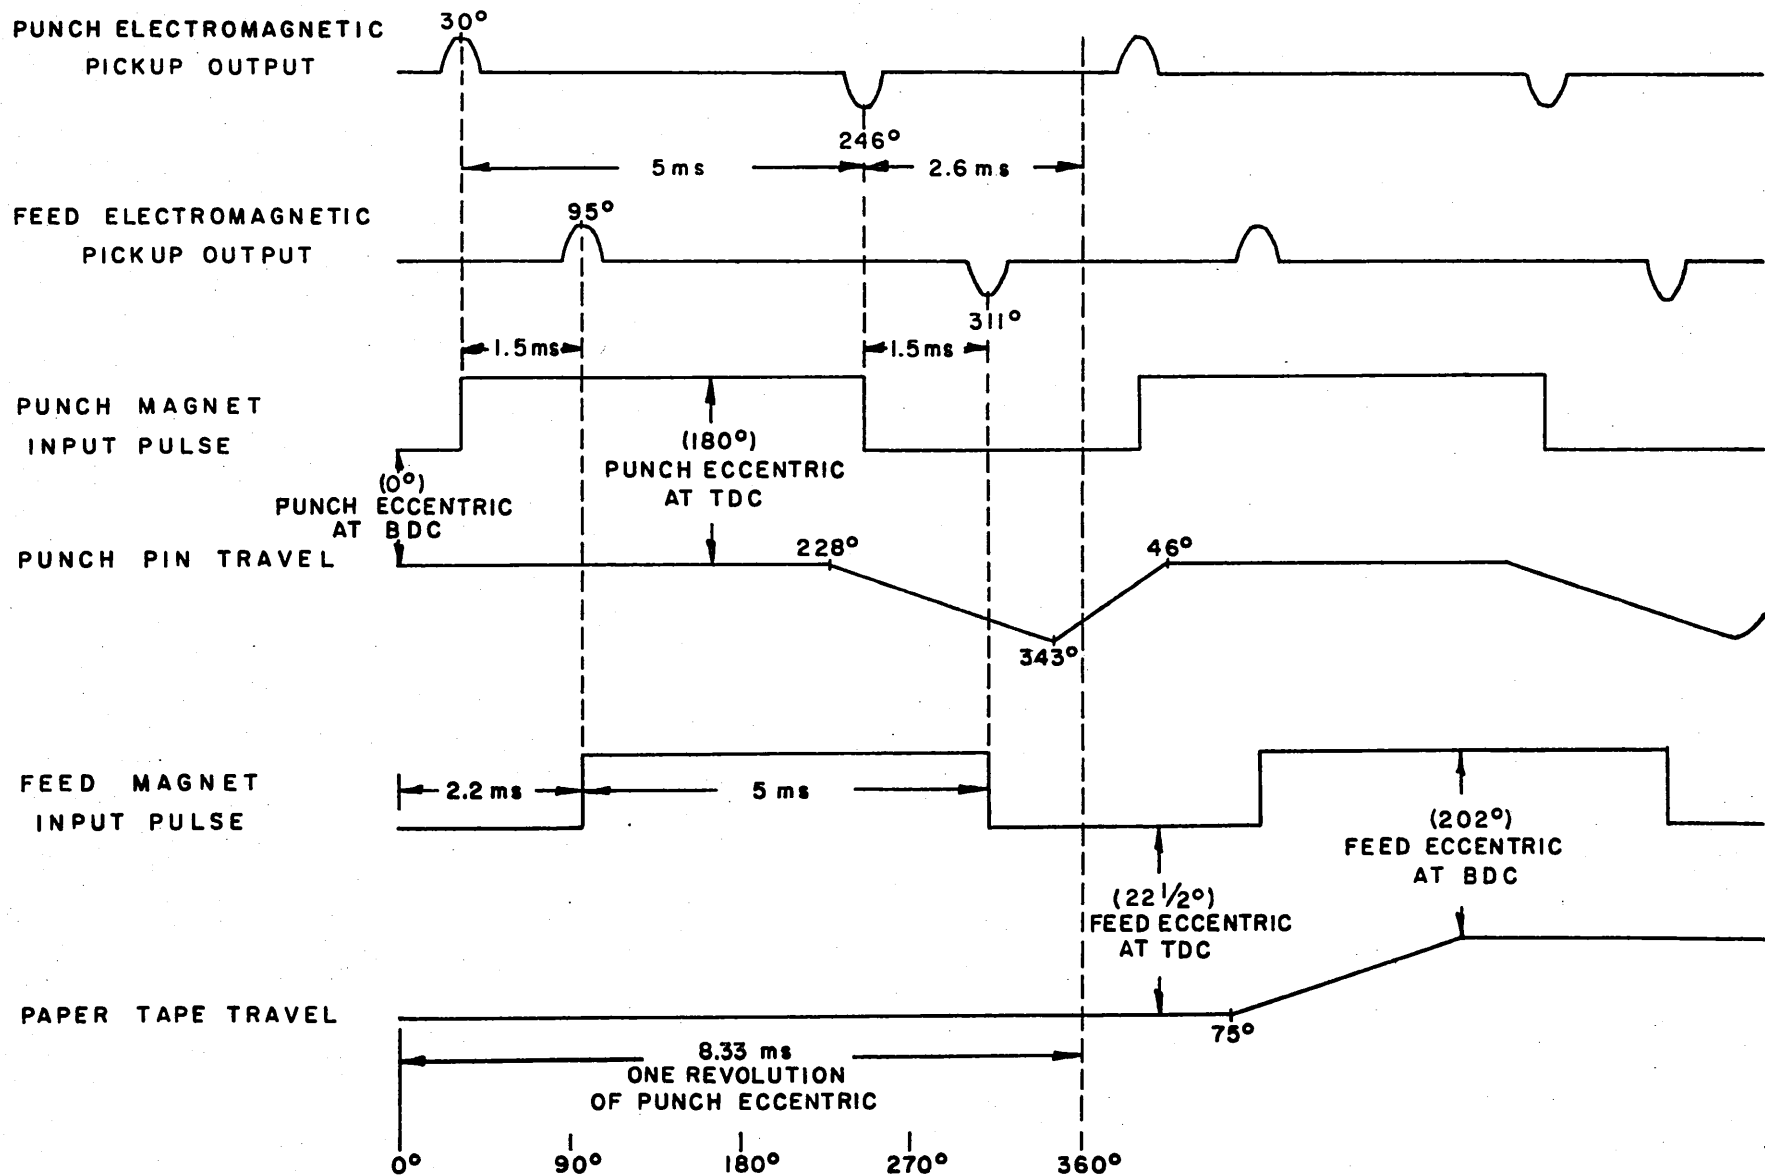 PUNCH ELECTROMAGNETIC
PICKUP OUTPUT
30°
246°
5 ms
2.6 ms
FEED ELECTROMAGNETIC
PICKUP OUTPUT
95°
311°
1.5 ms
1.5 ms
PUNCH MAGNET
INPUT PULSE
(0°)
PUNCH ECCENTRIC
AT BDC
(180°)
PUNCH ECCENTRIC
AT TDC
PUNCH PIN TRAVEL
228°
343°
46°
FEED MAGNET
INPUT PULSE
2.2 ms
5 ms
(22 1/2°)
FEED ECCENTRIC
AT TDC
(202°)
FEED ECCENTRIC
AT BDC
PAPER TAPE TRAVEL
75°
8.33 ms
ONE REVOLUTION
OF PUNCH ECCENTRIC
0° 90° 180° 270° 360°